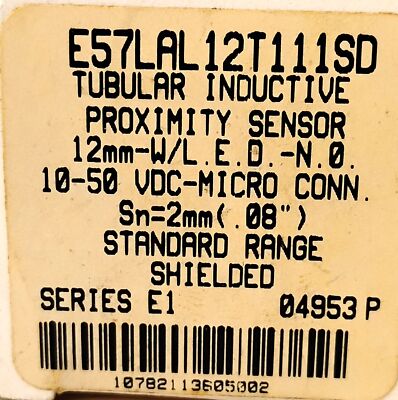 E57LAL12T111SD
TUBULAR INDUCTIVE
PROXIMITY SENSOR
12mm-W/L.E.D.-N.O.
10-50 VDC-MICRO CONN.
Sn=2mm(.08")
STANDARD RANGE
SHIELDED
SERIES E1 04953 P
10782113605002